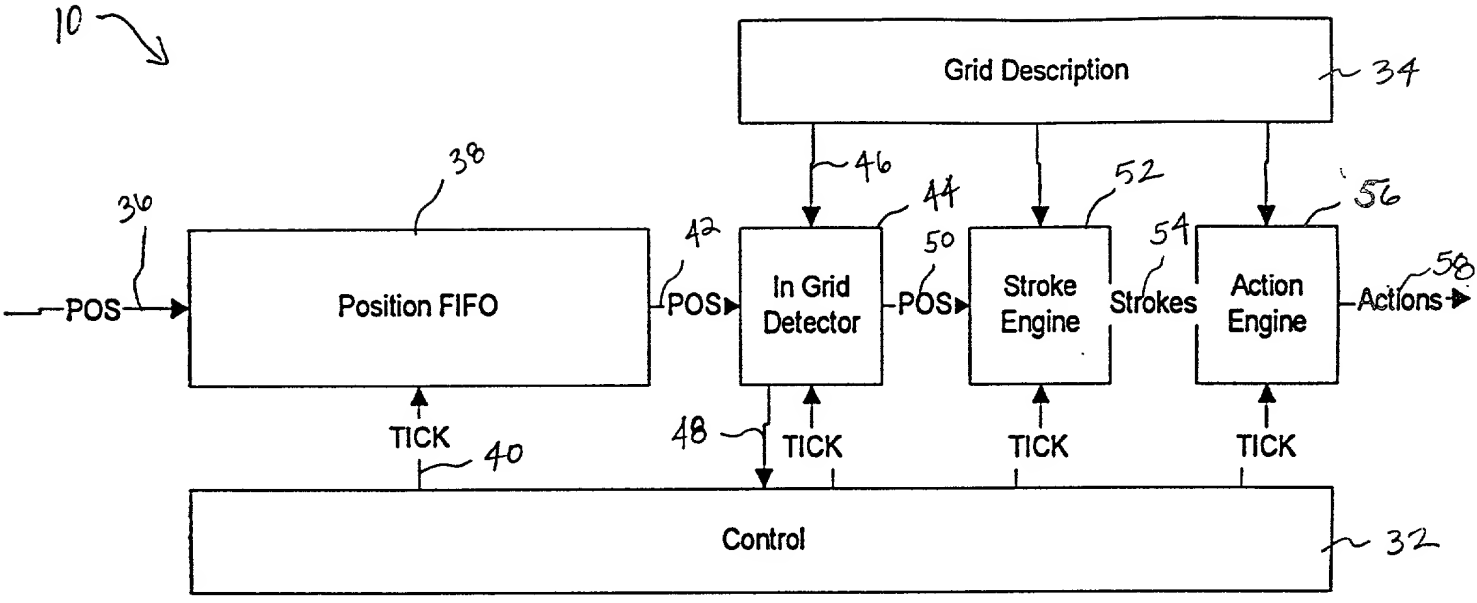 10
Grid Description
34
46
38
52
44
56
36
42
50
54
58
POS
Position FIFO
POS
In Grid
Detector
POS
Stroke
Engine
Strokes
Action
Engine
Actions
TICK
40
48
TICK
TICK
TICK
Control
32